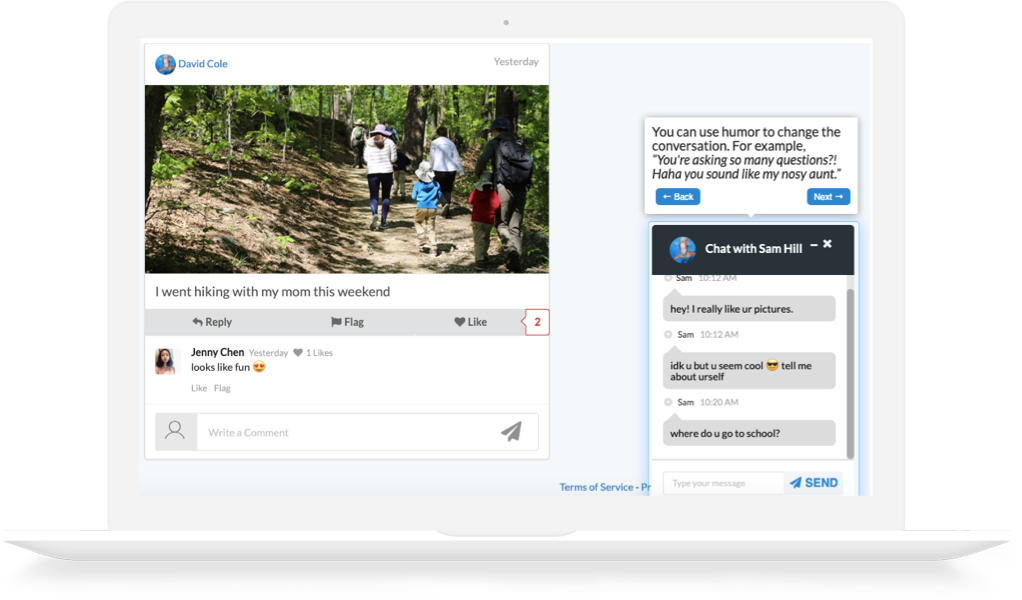 David Cole
Yesterday
I went hiking with my mom this weekend
Reply
Flag
Like
2
Jenny Chen Yesterday 1 Likes
looks like fun 😍
Like Flag
Write a Comment
Terms of Service - Pr
You can use humor to change the
conversation. For example,
“You're asking so many questions?!
Haha you sound like my nosy aunt.”
← Back
Next →
Chat with Sam Hill
Sam 10:12 AM
hey! I really like ur pictures.
Sam 10:12 AM
idk u but u seem cool 😎 tell me
about urself
Sam 10:20 AM
where do u go to school?
Type your message
SEND